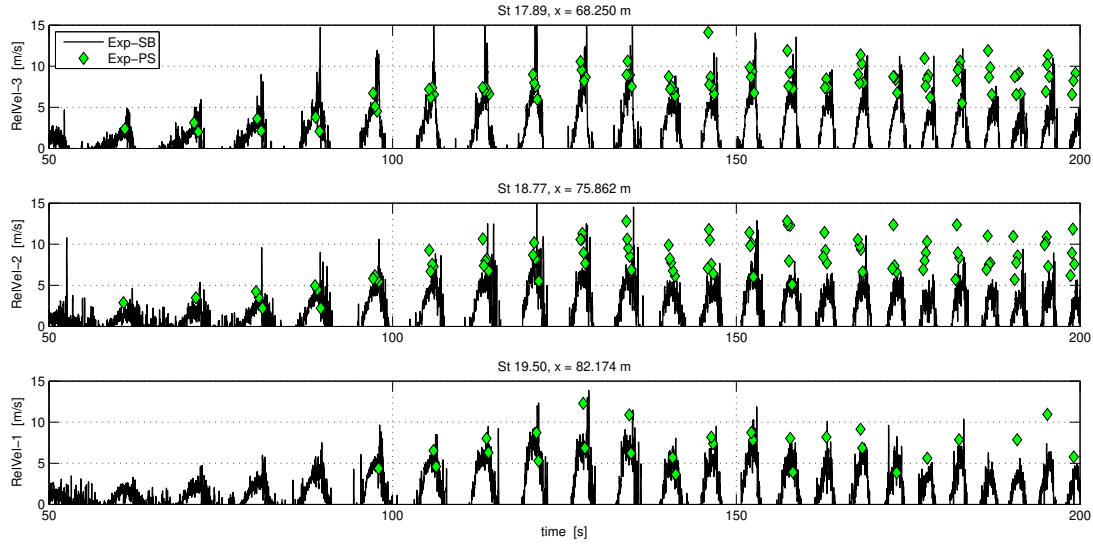 St 17.89, x = 68.250 m
RelVel−3 [m/s]
15
10
5
0
Exp−SB
Exp−PS
50 100 150 200
St 18.77, x = 75.862 m
RelVel−2 [m/s]
15
10
5
0
50 100 150 200
St 19.50, x = 82.174 m
RelVel−1 [m/s]
15
10
5
0
50 100 150 200
time [s]